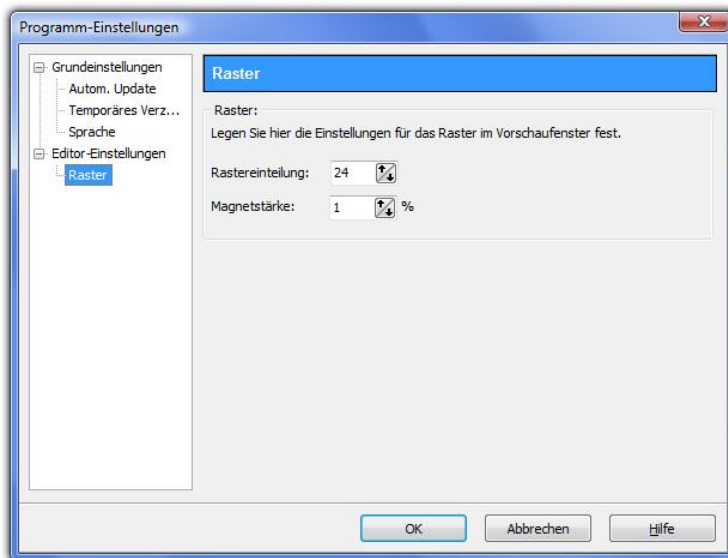 Programm-Einstellungen
Grundeinstellungen
Autom. Update
Temporäres Verz...
Sprache
Editor-Einstellungen
Raster
Raster
Raster:
Legen Sie hier die Einstellungen für das Raster im Vorschaufenster fest.
Rastereinteilung: 24
Magnetstärke: 1 %
OK Abbrechen Hilfe